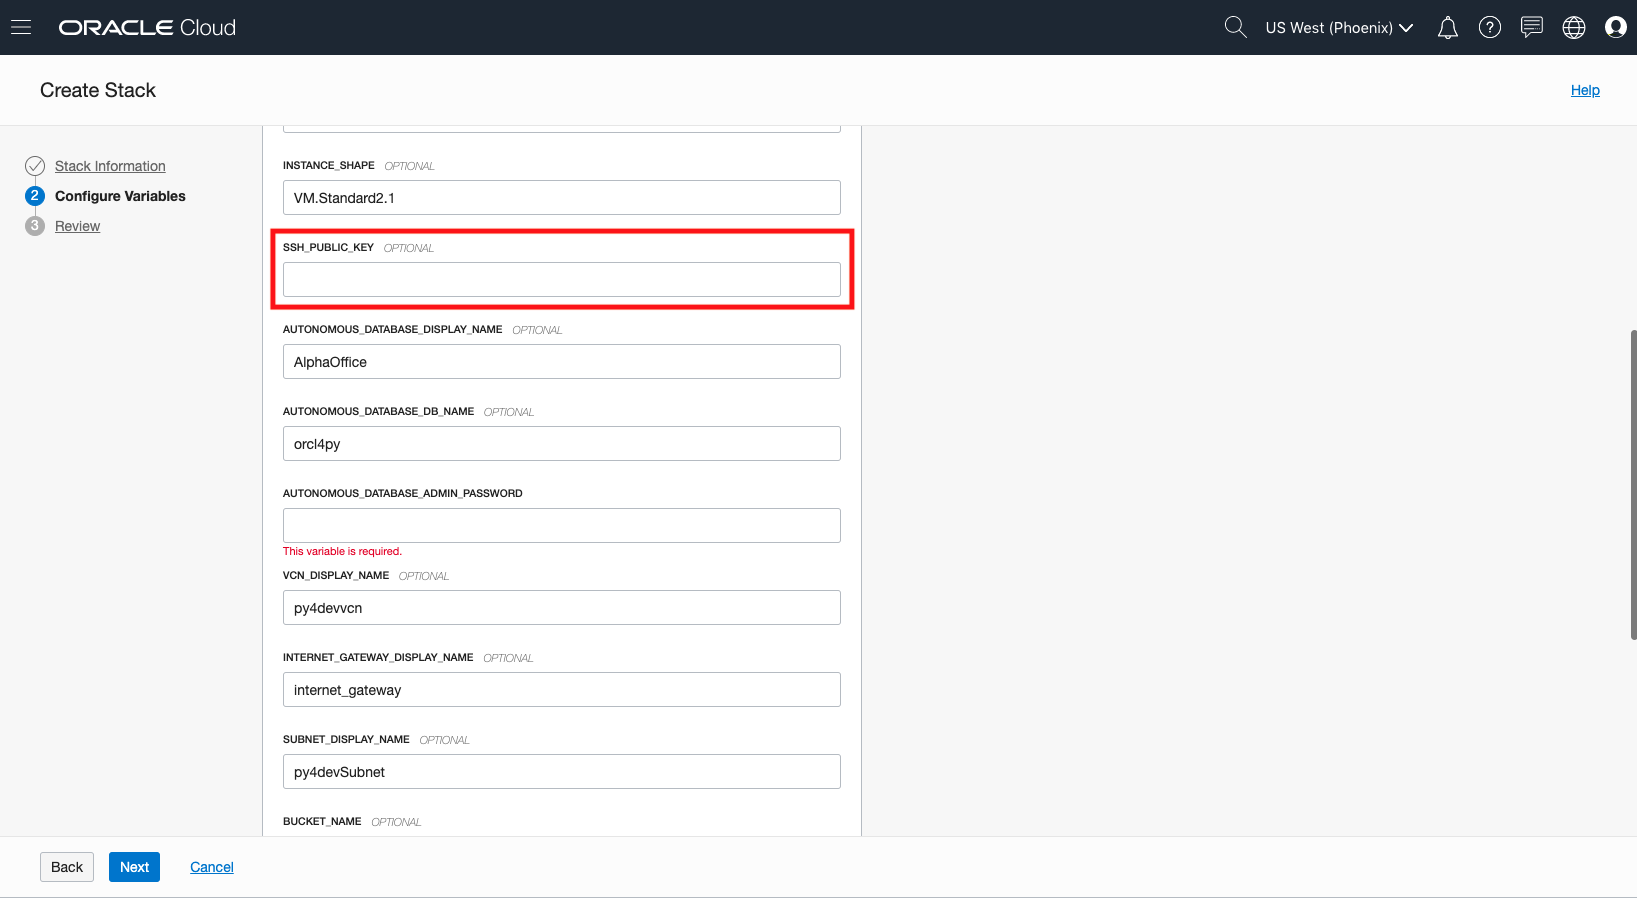 ORACLE Cloud
US West (Phoenix)
?
Create Stack
Help
Stack Information
2 Configure Variables
3 Review
INSTANCE_SHAPE OPTIONAL
VM.Standard2.1
SSH_PUBLIC_KEY OPTIONAL
AUTONOMOUS_DATABASE_DISPLAY_NAME OPTIONAL
AlphaOffice
AUTONOMOUS_DATABASE_DB_NAME OPTIONAL
orcl4py
AUTONOMOUS_DATABASE_ADMIN_PASSWORD
This variable is required.
VCN_DISPLAY_NAME OPTIONAL
py4devvcn
INTERNET_GATEWAY_DISPLAY_NAME OPTIONAL
internet_gateway
SUBNET_DISPLAY_NAME OPTIONAL
py4devSubnet
BUCKET_NAME OPTIONAL
Back Next Cancel